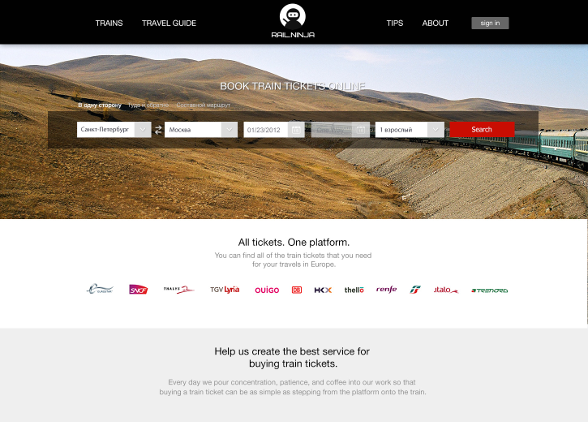 TRAINS TRAVEL GUIDE RAIL.NINJA TIPS ABOUT sign in
BOOK TRAIN TICKETS ONLINE
В одну сторону Туда и обратно Составной маршрут
Санкт-Петербург Москва 01/23/2012 1 взрослый Search
All tickets. One platform.
You can find all of the train tickets that you need
for your travels in Europe.
SNCF THALYS TGV Lyria OUIGO DB HKX thello renfe italo TRENORD
Help us create the best service for
buying train tickets.
Every day we pour concentration, patience, and coffee into our work so that
buying a train ticket can be as simple as stepping from the platform onto the train.